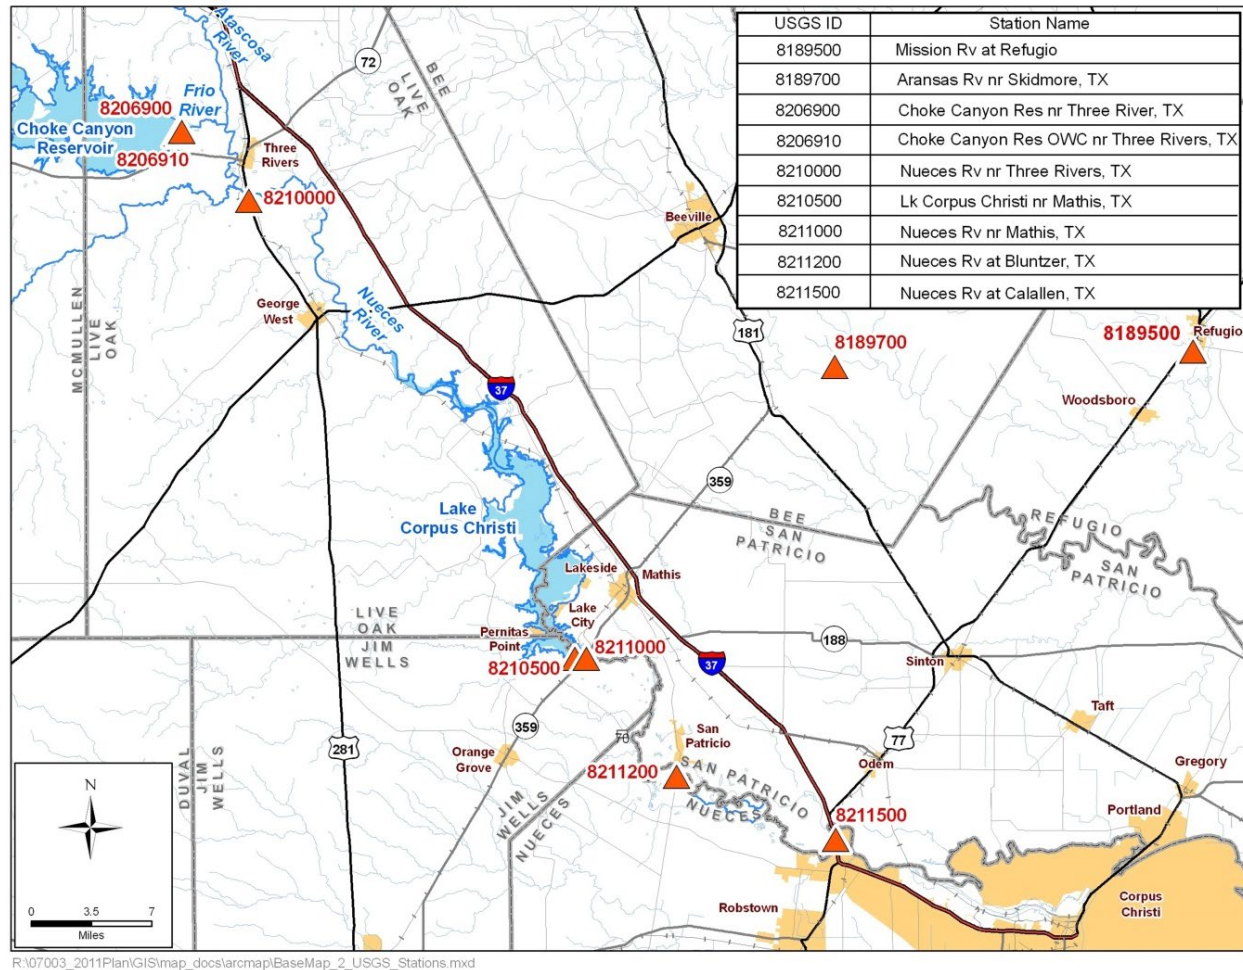 USGS ID Station Name
8189500 Mission Rv at Refugio
8189700 Aransas Rv nr Skidmore, TX
8206900 Choke Canyon Res nr Three River, TX
8206910 Choke Canyon Res OWC nr Three Rivers, TX
8210000 Nueces Rv nr Three Rivers, TX
8210500 Lk Corpus Christi nr Mathis, TX
8211000 Nueces Rv nr Mathis, TX
8211200 Nueces Rv at Bluntzer, TX
8211500 Nueces Rv at Calallen, TX
Atascosa
River
72
BEE
LIVE
OAK
Frio
River
8206900
Choke Canyon
Reservoir
8206910
Three
Rivers
8210000
Beeville
MCMULLEN
LIVE
OAK
George
West
Nueces
River
181
8189700
8189500
Refugio
37
Woodsboro
359
Lake
Corpus Christi
BEE
SAN
PATRICIO
REFUGIO
SAN
PATRICIO
Lakeside
Mathis
Lake
City
LIVE
OAK
JIM
WELLS
Pernitas
Point
8211000
8210500
188
37
Sinton
359
281
Orange
Grove
70
San
Patricio
77
Taft
DUVAL
JIM
WELLS
8211200
SAN PATRICIO
NUECES
Odem
Gregory
JIM
WELLS
NUECES
8211500
Portland
Robstown
Corpus
Christi
N
0 3.5 7
Miles
R:\07003_2011Plan\GIS\map_docs\arcmap\BaseMap_2_USGS_Stations.mxd